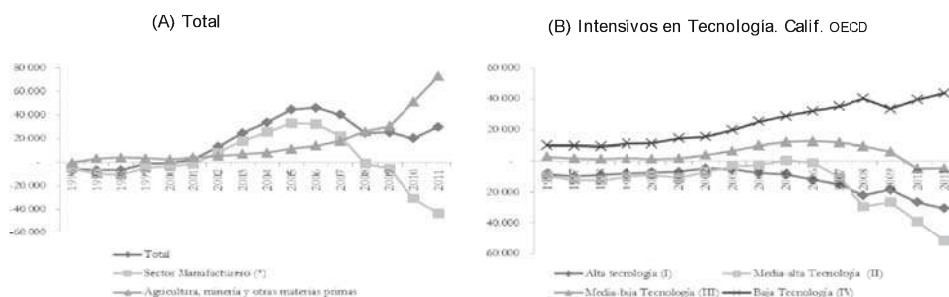 (A) Total
(B) Intensivos en Tecnología. Calif. OECD
80 000
60 000
40 000
20 000
-
-20 000
-40 000
-60 000
2001
2002
2003
2004
2005
2006
2007
2008
2009
2010
2011
Total
Sectos Manufacturero (*)
Agricultura, minería y otras materias primas
60 000
40 000
20 000
-
20 000
40 000
60 000
Alta tecnología (I)
Media-alta Tecnología (II)
Media-baja Tecnología (III)
Baja Tecnología (IV)